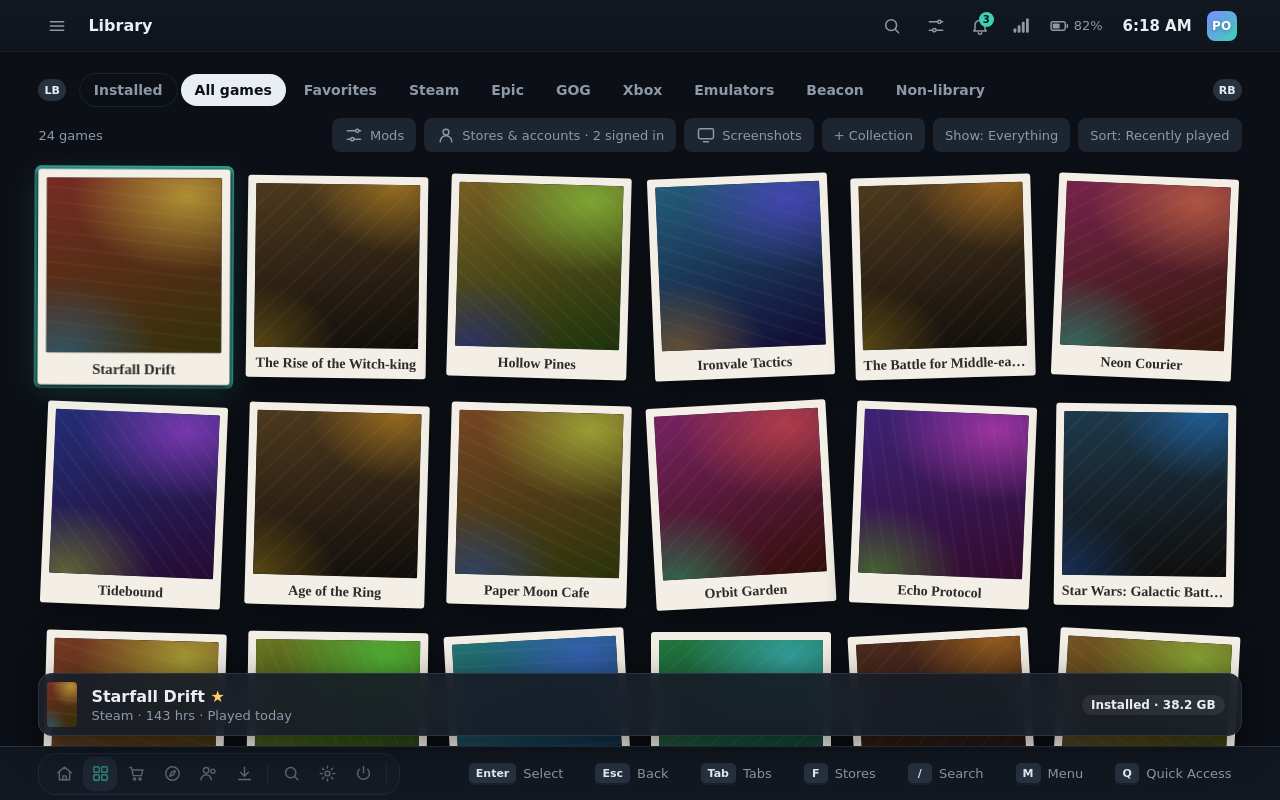 Library
3
82%
6:18 AM
PO
LB
Installed
All games
Favorites
Steam
Epic
GOG
Xbox
Emulators
Beacon
Non-library
RB
24 games
Mods
Stores & accounts · 2 signed in
Screenshots
+ Collection
Show: Everything
Sort: Recently played
Starfall Drift
The Rise of the Witch-king
Hollow Pines
Ironvale Tactics
The Battle for Middle-ea…
Neon Courier
Tidebound
Age of the Ring
Paper Moon Cafe
Orbit Garden
Echo Protocol
Star Wars: Galactic Batt…
Starfall Drift ★
Steam · 143 hrs · Played today
Installed · 38.2 GB
Enter Select
Esc Back
Tab Tabs
F Stores
/ Search
M Menu
Q Quick Access